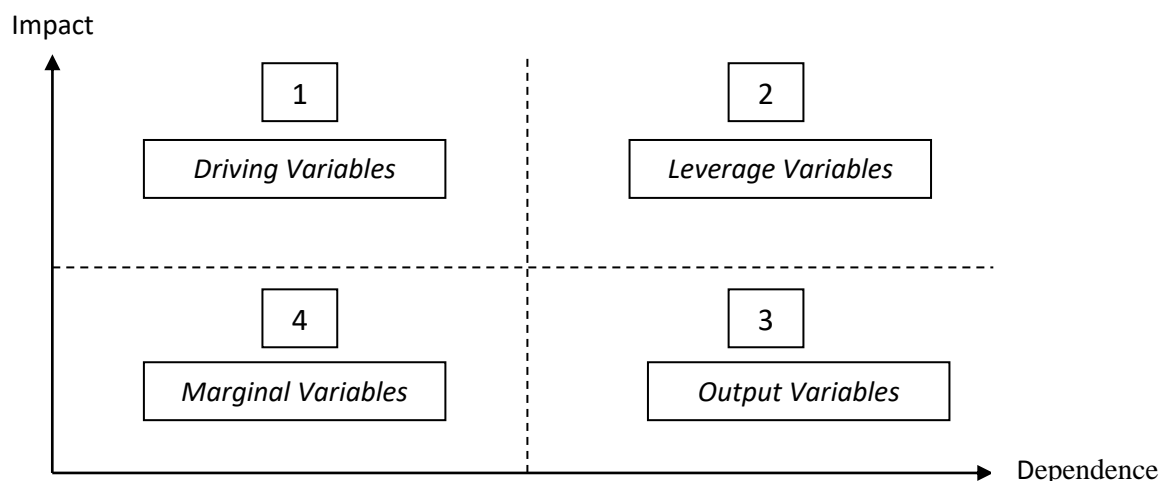 Impact
1
2
Driving Variables
Leverage Variables
4
3
Marginal Variables
Output Variables
Dependence